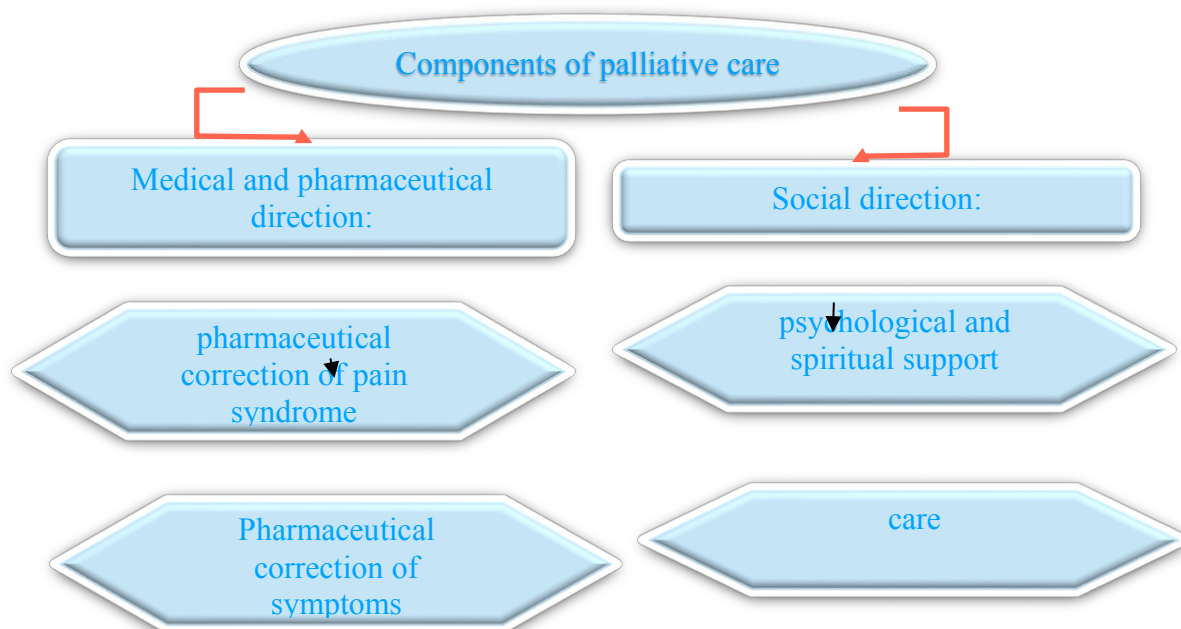 Components of palliative care
Medical and pharmaceutical
direction:
Social direction:
pharmaceutical
correction of pain
syndrome
psychological and
spiritual support
Pharmaceutical
correction of
symptoms
care